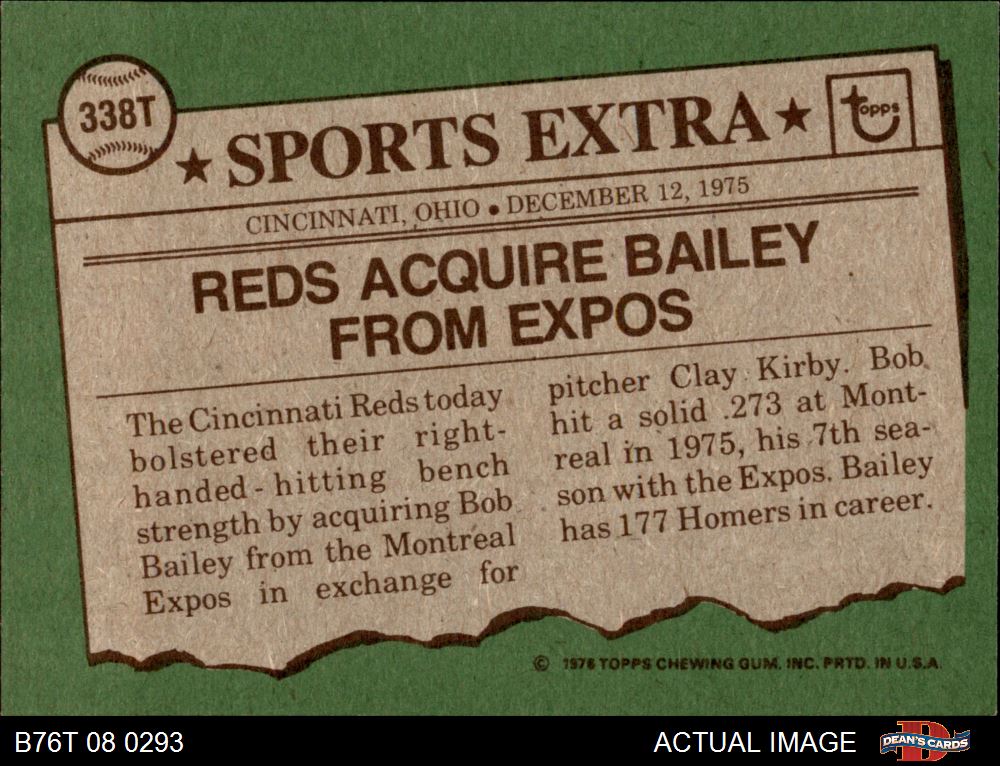 338T
★ SPORTS EXTRA ★
Topps
CINCINNATI, OHIO • DECEMBER 12, 1975
REDS ACQUIRE BAILEY
FROM EXPOS
The Cincinnati Reds today
bolstered their right-
handed-hitting bench
strength by acquiring Bob
Bailey from the Montreal
Expos in exchange for
pitcher Clay Kirby. Bob
hit a solid .273 at Mont-
real in 1975, his 7th sea-
son with the Expos. Bailey
has 177 Homers in career.
© 1976 TOPPS CHEWING GUM, INC. PRTD. IN U.S.A.
B76T 08 0293
ACTUAL IMAGE
DEAN'S CARDS